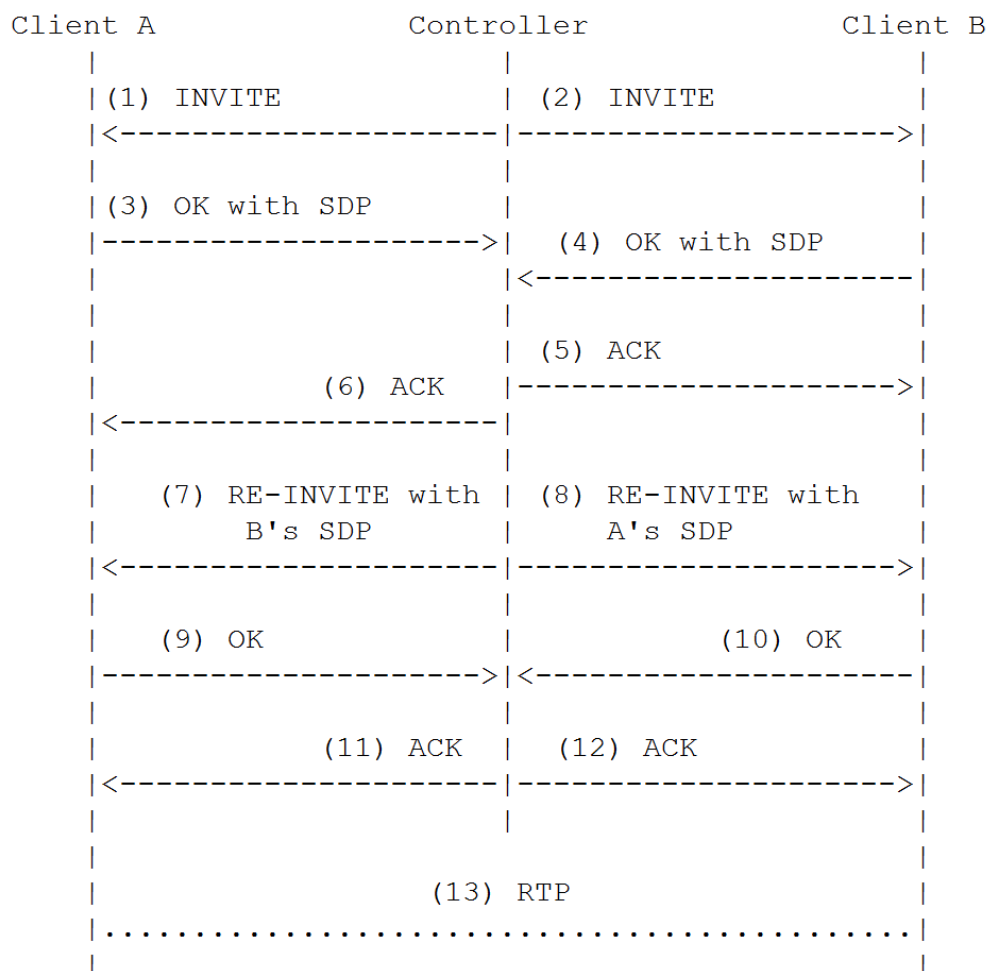 Client A Controller Client B
(1) INVITE (2) INVITE
(3) OK with SDP
(4) OK with SDP
(5) ACK
(6) ACK
(7) RE-INVITE with (8) RE-INVITE with
B's SDP A's SDP
(9) OK (10) OK
(11) ACK (12) ACK
(13) RTP